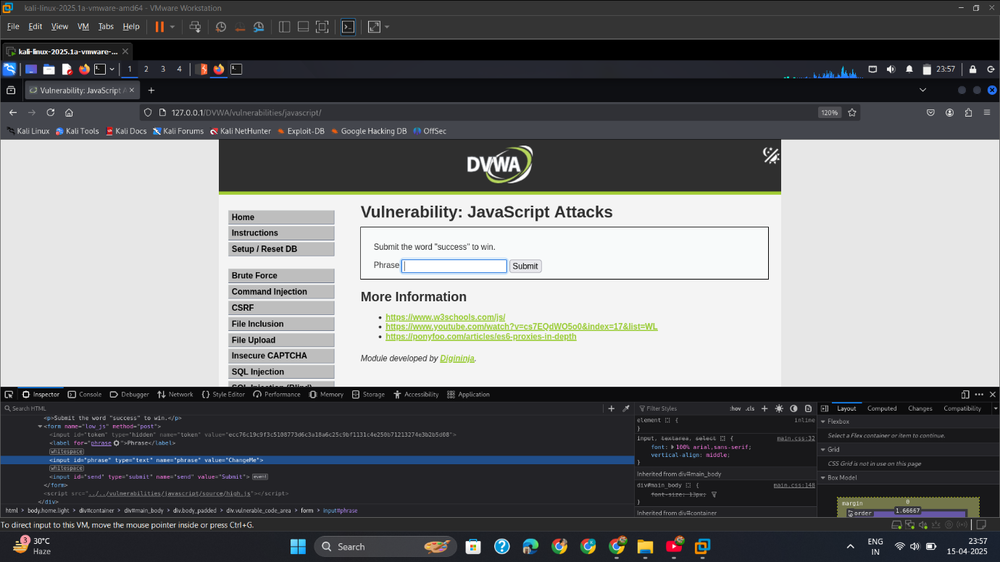 kali-linux-2025.1a-vmware-amd64 - VMware Workstation
File Edit View VM Tabs Help
kali-linux-2025.1a-vmware-...
1 2 3 4 23:57
Vulnerability: JavaScript A
127.0.0.1/DVWA/vulnerabilities/javascript/ 120%
Kali Linux Kali Tools Kali Docs Kali Forums Kali NetHunter Exploit-DB Google Hacking DB OffSec
DVWA
Home
Instructions
Setup / Reset DB
Brute Force
Command Injection
CSRF
File Inclusion
File Upload
Insecure CAPTCHA
SQL Injection
SQL Injection (Blind)
Vulnerability: JavaScript Attacks
Submit the word "success" to win.
Phrase Submit
More Information
https://www.w3schools.com/js/
https://www.youtube.com/watch?v=cs7EQdWO5o0&index=17&list=WL
https://ponyfoo.com/articles/es6-proxies-in-depth
Module developed by Digininja.
Inspector Console Debugger Network Style Editor Performance Memory Storage Accessibility Application
Search HTML
<p>Submit the word "success" to win.</p>
<form name="low_js" method="post">
<input id="token" type="hidden" name="token" value="ecc76c19c9f3c5108773d6c3a18a6c25c9bf1131c4e250b71213274e3b2b5d08">
<label for="phrase">Phrase</label>
whitespace
<input id="phrase" type="text" name="phrase" value="ChangeMe">
whitespace
<input id="send" type="submit" name="send" value="Submit"> event
</form>
<script src="../../vulnerabilities/javascript/source/high.js"></script>
</div>
html body.home.light div#container div#main_body div.body_padded div.vulnerable_code_area form input#phrase
Filter Styles :hov .cls
element { inline
}
input, textarea, select { main.css:32
font: 100% arial,sans-serif;
vertical-align: middle;
}
Inherited from div#main_body
div#main_body { main.css:148
font-size: 13px;
}
Inherited from div#container
Layout Computed Changes Compatibility
Flexbox
Select a Flex container or item to continue.
Grid
CSS Grid is not in use on this page
Box Model
margin 0
order 1.66667
To direct input to this VM, move the mouse pointer inside or press Ctrl+G.
3
30°C
Haze
Search
ENG
IN
23:57
15-04-2025